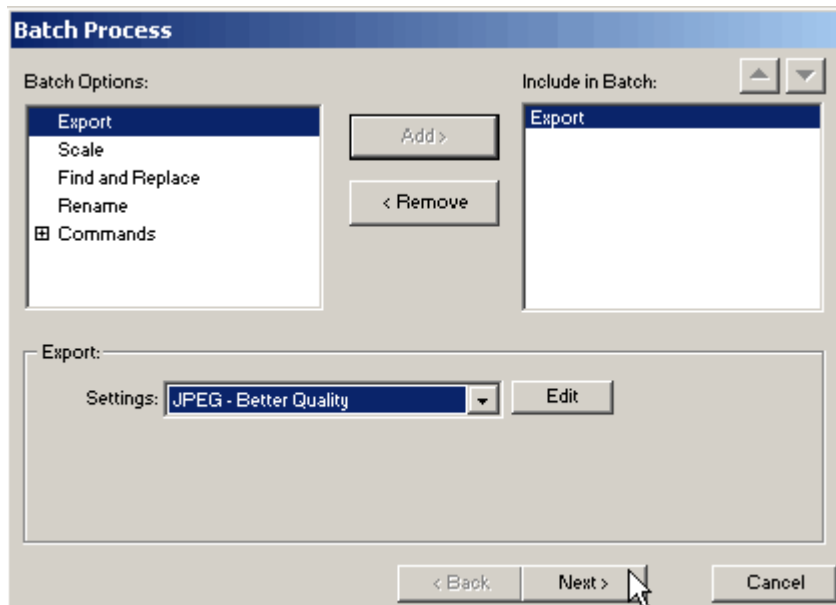 Batch Process
Batch Options:
Export
Scale
Find and Replace
Rename
Commands
Add >
< Remove
Include in Batch:
Export
Export:
Settings: JPEG - Better Quality
Edit
< Back
Next >
Cancel